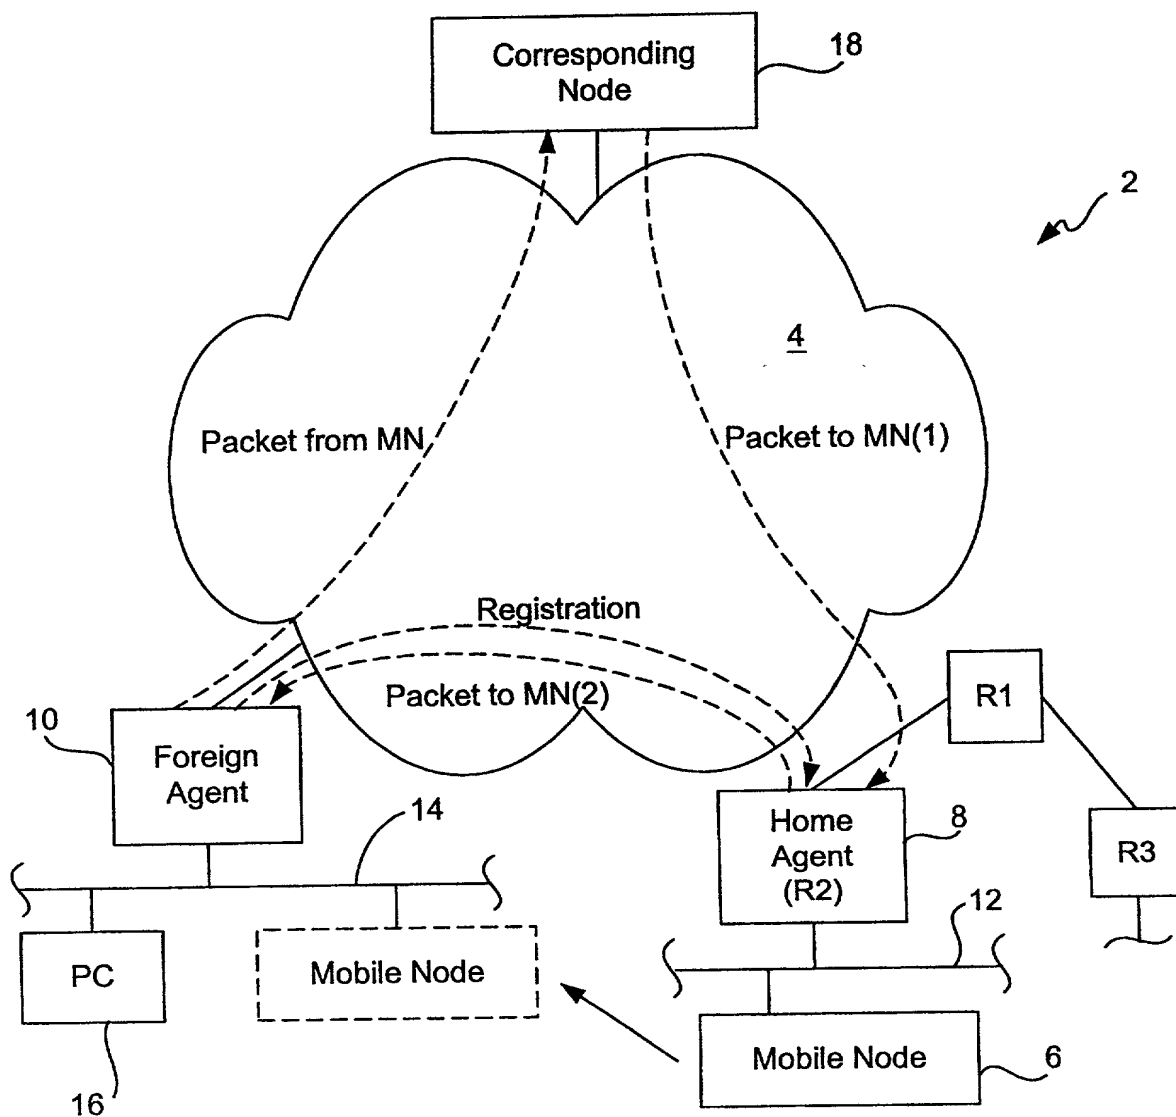 Corresponding
Node
18
2
4
Packet from MN
Packet to MN(1)
Registration
Packet to MN(2)
R1
10
Foreign
Agent
14
Home
Agent
(R2)
8
R3
12
PC
Mobile Node
Mobile Node
6
16